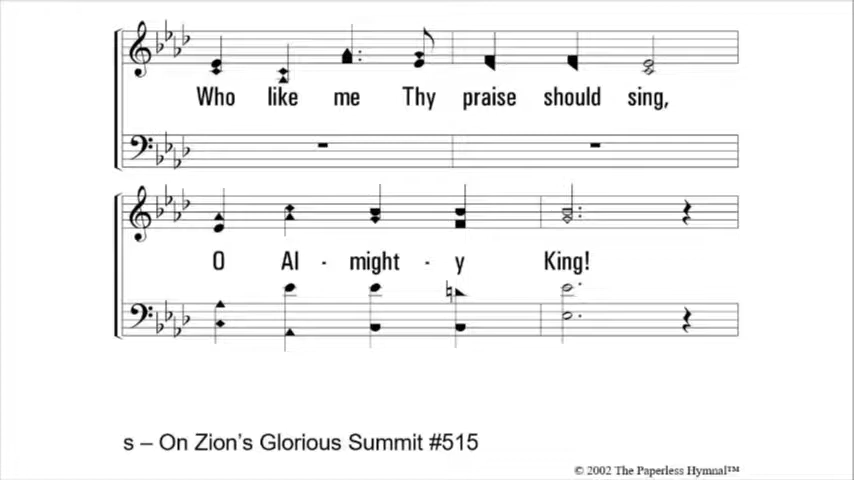 Who like me Thy praise should sing,
O Al - might - y King!
s – On Zion's Glorious Summit #515
© 2002 The Paperless Hymnal™